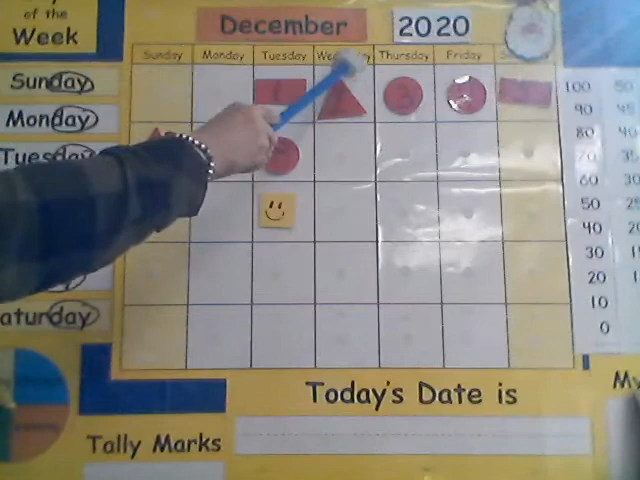 of the
Week
December
2020
Sunday Monday Tuesday Wednesday Thursday Friday
Sunday
Monday
Tuesday
aturday
100
90
80
70
60
50
40
30
20
10
0
50
45
40
30
25
20
Today's Date is
Tally Marks
My